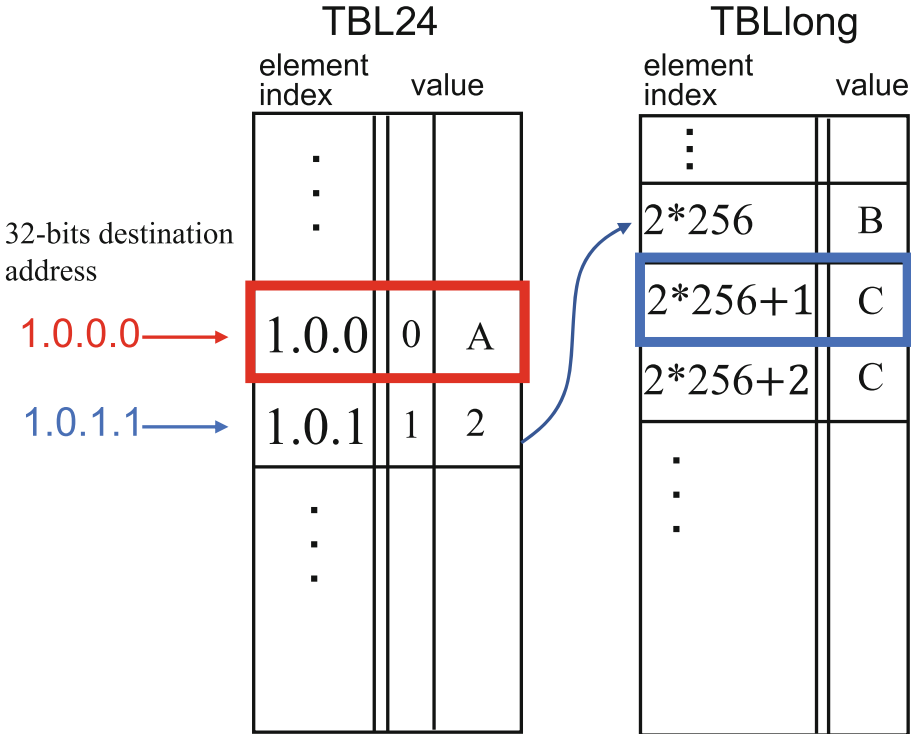 TBL24
TBLlong
element
index
value
element
index
value
32-bits destination
address
2*256
B
2*256+1
C
1.0.0.0
1.0.0
0
A
2*256+2
C
1.0.1.1
1.0.1
1
2